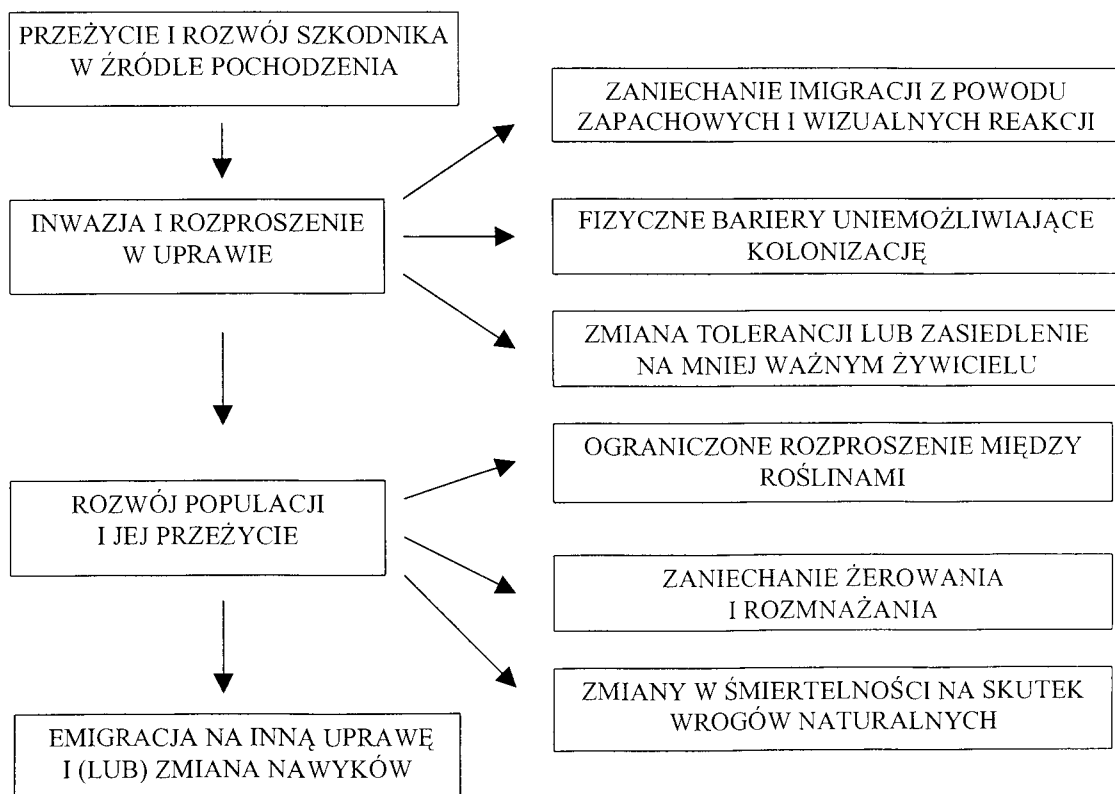 PRZEŻYCIE I ROZWÓJ SZKODNIKA
W ŹRÓDLE POCHODZENIA
INWAZJA I ROZPROSZENIE
W UPRAWIE
ROZWÓJ POPULACJI
I JEJ PRZEŻYCIE
EMIGRACJA NA INNĄ UPRAWĘ
I (LUB) ZMIANA NAWYKÓW
ZANIECHANIE IMIGRACJI Z POWODU
ZAPACHOWYCH I WIZUALNYCH REAKCJI
FIZYCZNE BARIERY UNIEMOŻLIWIAJĄCE
KOLONIZACJĘ
ZMIANA TOLERANCJI LUB ZASIEDLENIE
NA MNIEJ WAŻNYM ŻYWICIELU
OGRANICZONE ROZPROSZENIE MIĘDZY
ROŚLINAMI
ZANIECHANIE ŻEROWANIA
I ROZMNAŻANIA
ZMIANY W ŚMIERTELNOŚCI NA SKUTEK
WROGÓW NATURALNYCH